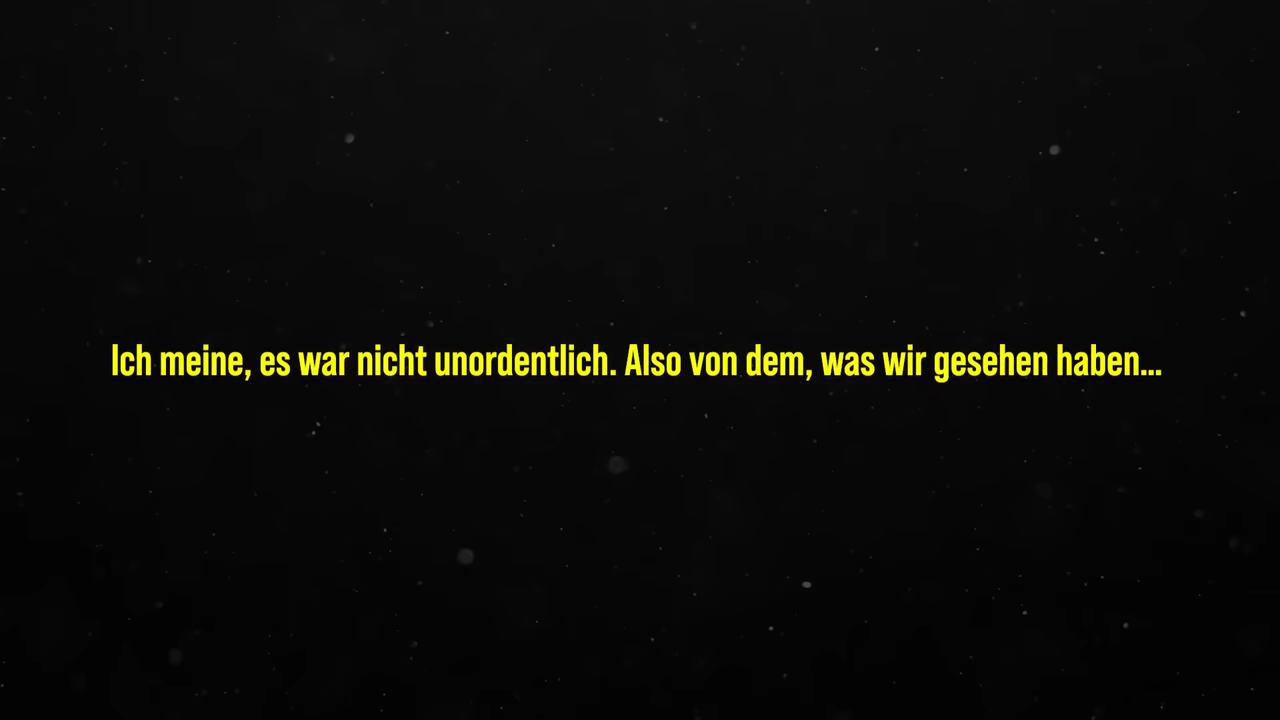 Ich meine, es war nicht unordentlich. Also von dem, was wir gesehen haben...